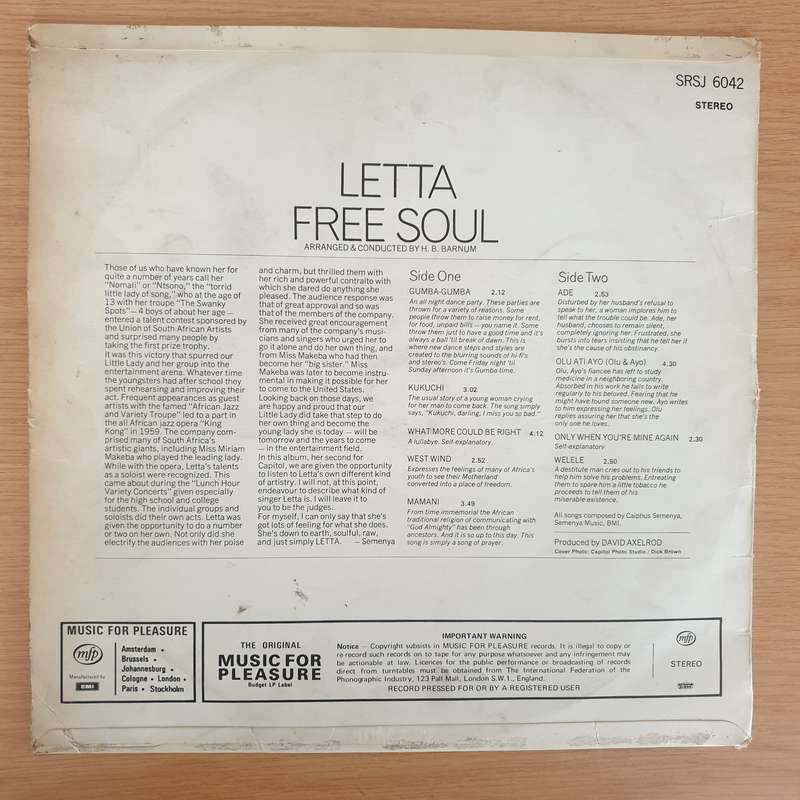 SRSJ 6042
STEREO
LETTA
FREE SOUL
ARRANGED & CONDUCTED BY H. B. BARNUM
Those of us who have known her for
quite a number of years call her
"Nomali" or "Ntsono," the "torrid
little lady of song," who at the age of
13 with her troupe "The Swanky
Spots" — 4 boys of about her age —
entered a talent contest sponsored by
the Union of South African Artists
and surprised many people by
taking the first prize trophy.
It was this victory that spurred our
Little Lady and her group into the
entertainment arena. Whatever time
the youngsters had after school they
spent rehearsing and improving their
act. Frequent appearances as guest
artists with the famed "African Jazz
and Variety Troupe" led to a part in
the all African jazz opera "King
Kong" in 1959. The company com-
prised many of South Africa's
artistic giants, including Miss Miriam
Makeba who played the leading lady.
While with the opera, Letta's talents
as a soloist were recognized. This
came about during the "Lunch Hour
Variety Concerts" given especially
for the high school and college
students. The individual groups and
soloists did their own acts. Letta was
given the opportunity to do a number
or two on her own. Not only did she
electrify the audiences with her poise
and charm, but thrilled them with
her rich and powerful contralto with
which she dared do anything she
pleased. The audience response was
that of great approval and so was
that of the members of the company.
She received great encouragement
from many of the company's musi-
cians and singers who urged her to
go it alone and do her own thing, and
from Miss Makeba who had then
become her "big sister." Miss
Makeba was later to become instru-
mental in making it possible for her
to come to the United States.
Looking back on those days, we
are happy and proud that our
Little Lady did take that step to do
her own thing and become the
young lady she is today — will be
tomorrow and the years to come
— in the entertainment field.
In this album, her second for
Capitol, we are given the opportunity
to listen to Letta's own different kind
of artistry. I will not, at this point,
endeavour to describe what kind of
singer Letta is. I will leave it to
you to be the judges.
For myself, I can only say that she's
got lots of feeling for what she does.
She's down to earth, soulful, raw,
and just simply LETTA. — Semenya
Side One
GUMBA-GUMBA 2.12
An all night dance party. These parties are
thrown for a variety of reasons. Some
people throw them to raise money for rent,
for food, unpaid bills — you name it. Some
throw them just to have a good time and it's
always a ball 'til break of dawn. This is
where new dance steps and styles are
created to the blurring sounds of hi-fi's
and stereo's. Come Friday night 'til
Sunday afternoon it's Gumba-time.
KUKUCHI 3.02
The usual story of a young woman crying
for her man to come back. The song simply
says, "Kukuchi, darling, I miss you so bad."
WHAT MORE COULD BE RIGHT 4.12
A lullabye. Self-explanatory.
WEST WIND 2.52
Expresses the feelings of many of Africa's
youth to see their Motherland
converted into a place of freedom.
MAMANI 3.49
From time immemorial the African
traditional religion of communicating with
"God Almighty" has been through
ancestors. And it is so up to this day. This
song is simply a song of prayer.
Side Two
ADE 2.53
Disturbed by her husband's refusal to
speak to her, a woman implores him to
tell what the trouble could be. Ade, her
husband, chooses to remain silent,
completely ignoring her. Frustrated, she
bursts into tears insisting that he tell her if
she's the cause of his obstinancy.
OLU ATI AYO (Olu & Ayo) 4.30
Olu, Ayo's fiancee has left to study
medicine in a neighboring country.
Absorbed in his work he fails to write
regularly to his beloved. Fearing that he
might have found someone new, Ayo writes
to him expressing her feelings. Olu
replies assuring her that she's the
only one he loves.
ONLY WHEN YOU'RE MINE AGAIN 2.30
Self-explanatory
WELELE 2.50
A destitute man cries out to his friends to
help him solve his problems. Entreating
them to spare him a little tobacco he
proceeds to tell them of his
miserable existence.
All songs composed by Caiphus Semenya,
Semenya Music, BMI.
Produced by DAVID AXELROD
Cover Photo: Capitol Photo Studio / Dick Brown
MUSIC FOR PLEASURE
mfp
Manufactured by
EMI
Amsterdam •
Brussels •
Johannesburg •
Cologne • London •
Paris • Stockholm
THE ORIGINAL
MUSIC FOR
PLEASURE
Budget LP Label
IMPORTANT WARNING
Notice — Copyright subsists in MUSIC FOR PLEASURE records. It is illegal to copy or
re-record such records on to tape for any purpose whatsoever and any infringement may
be actionable at law. Licences for the public performance or broadcasting of records
direct from turntables must be obtained from The International Federation of the
Phonographic Industry, 123 Pall Mall, London S.W.1., England.
RECORD PRESSED FOR OR BY A REGISTERED USER
mfp
STEREO